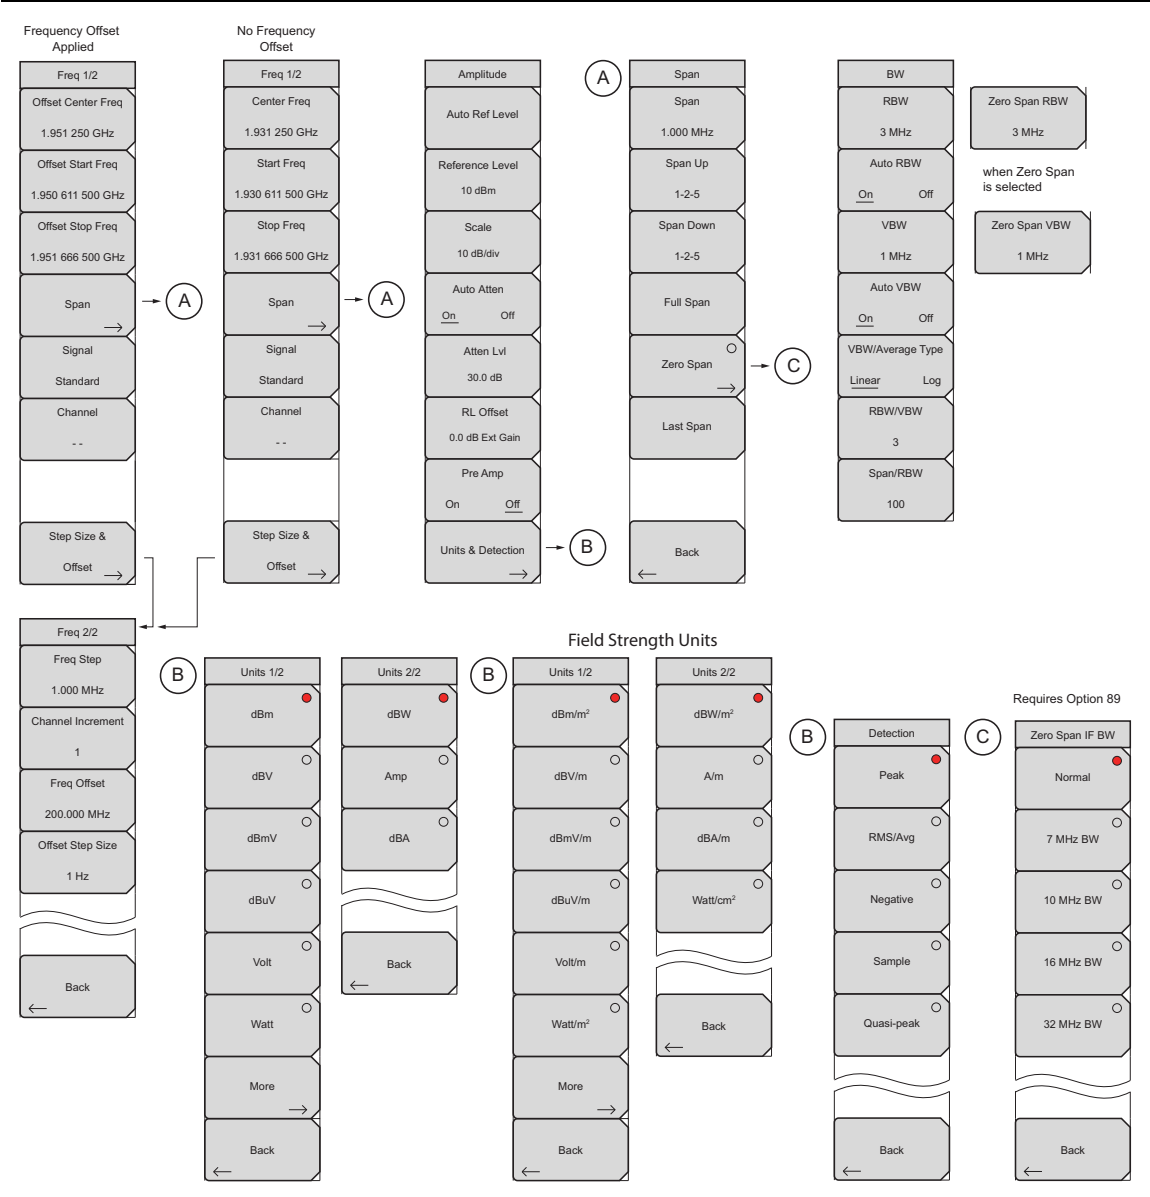 Frequency Offset
Applied
Freq 1/2
Offset Center Freq
1.951 250 GHz
Offset Start Freq
1.950 611 500 GHz
Offset Stop Freq
1.951 666 500 GHz
Span
A
Signal
Standard
Channel
- -
Step Size &
Offset
No Frequency
Offset
Freq 1/2
Center Freq
1.931 250 GHz
Start Freq
1.930 611 500 GHz
Stop Freq
1.931 666 500 GHz
Span
A
Signal
Standard
Channel
- -
Step Size &
Offset
Amplitude
Auto Ref Level
Reference Level
10 dBm
Scale
10 dB/div
Auto Atten
On Off
Atten Lvl
30.0 dB
RL Offset
0.0 dB Ext Gain
Pre Amp
On Off
Units & Detection
B
A
Span
Span
1.000 MHz
Span Up
1-2-5
Span Down
1-2-5
Full Span
Zero Span
C
Last Span
Back
BW
RBW
3 MHz
Auto RBW
On Off
VBW
1 MHz
Auto VBW
On Off
VBW/Average Type
Linear Log
RBW/VBW
3
Span/RBW
100
Zero Span RBW
3 MHz
when Zero Span
is selected
Zero Span VBW
1 MHz
Freq 2/2
Freq Step
1.000 MHz
Channel Increment
1
Freq Offset
200.000 MHz
Offset Step Size
1 Hz
Back
B
Units 1/2
dBm
dBV
dBmV
dBuV
Volt
Watt
More
Back
Units 2/2
dBW
Amp
dBA
Back
Field Strength Units
B
Units 1/2
dBm/m²
dBV/m
dBmV/m
dBuV/m
Volt/m
Watt/m²
More
Back
Units 2/2
dBW/m²
A/m
dBA/m
Watt/cm²
Back
B
Detection
Peak
RMS/Avg
Negative
Sample
Quasi-peak
Back
Requires Option 89
C
Zero Span IF BW
Normal
7 MHz BW
10 MHz BW
16 MHz BW
32 MHz BW
Back